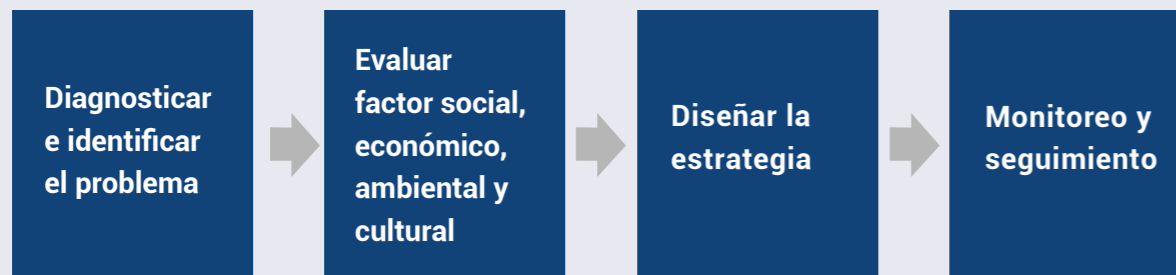 Diagnosticar
e identificar
el problema
Evaluar
factor social,
económico,
ambiental y
cultural
Diseñar la
estrategia
Monitoreo y
seguimiento